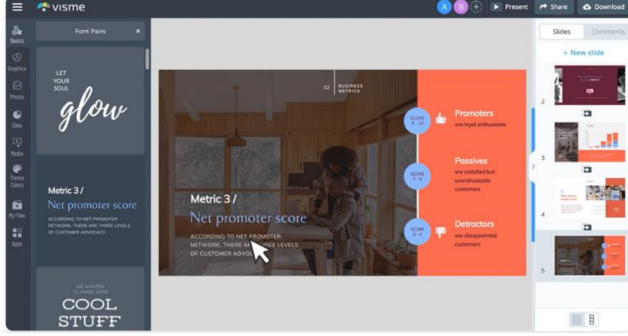 visme
A
B
Present
Share
Download
Basics
Graphics
Photos
Data
Media
Theme
Colors
My Files
Apps
Font Pairs
×
LET
YOUR
SOUL
glow
Metric 3 /
Net promoter score
ACCORDING TO NET PROMOTER
NETWORK, THERE ARE THREE LEVELS
OF CUSTOMER ADVOCACY.
WE WANTED
TO SHARE SOME
COOL
STUFF
02
BUSINESS
METRICS
Metric 3 /
Net promoter score
ACCORDING TO NET PROMOTER
NETWORK, THERE ARE THREE LEVELS
OF CUSTOMER
SCORE
9 - 10
Promoters
are loyal enthusiasts
SCORE
7 - 8
Passives
are satisfied but
unenthusiastic
customers
SCORE
0 - 6
Detractors
are disappointed
customers
Slides
Comments
+ New slide
2
3
4
5